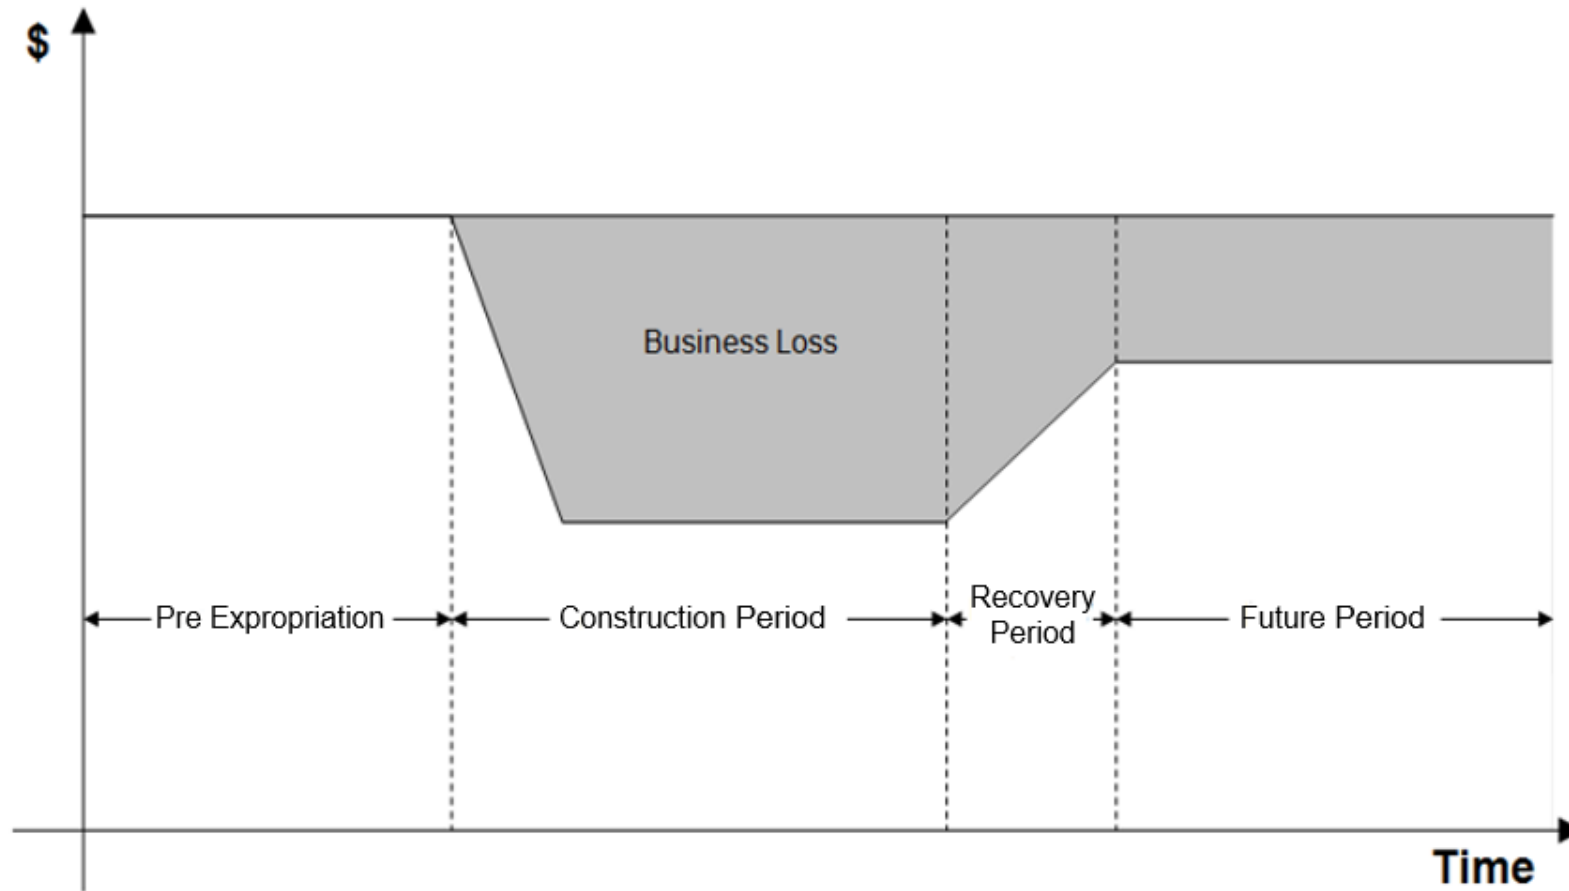 $
Business Loss
Pre Expropriation
Construction Period
Recovery
Period
Future Period
Time